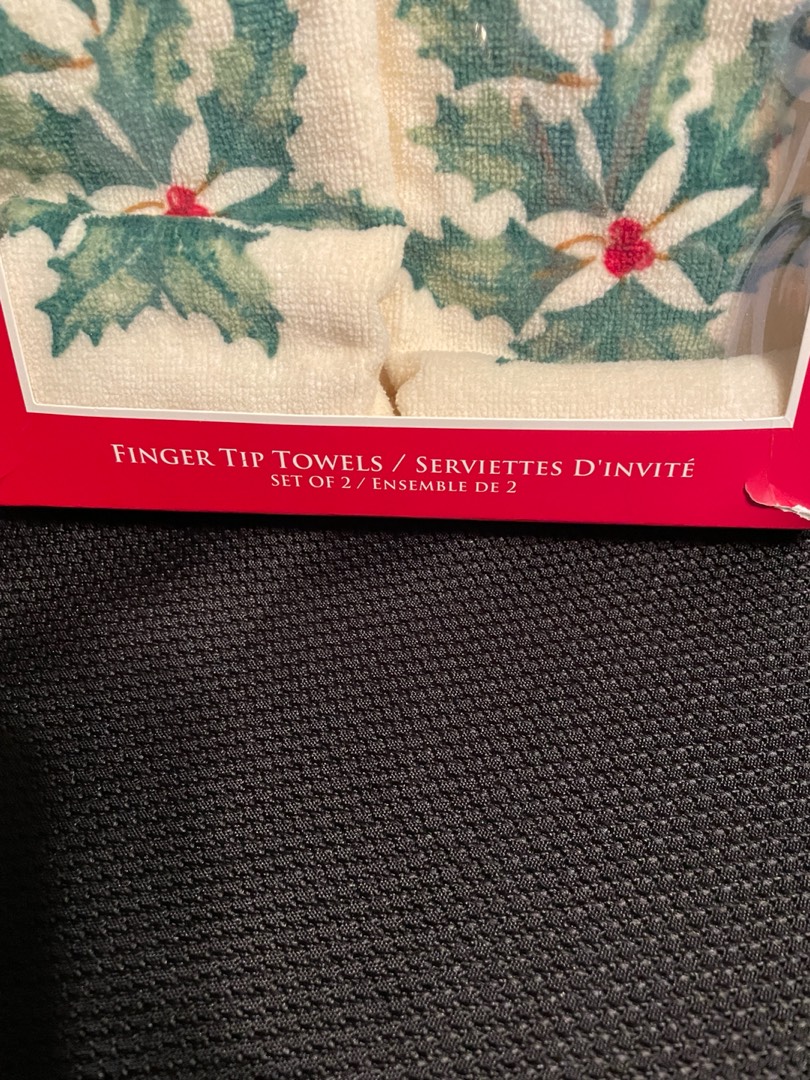 FINGER TIP TOWELS / SERVIETTES D'INVITÉ
SET OF 2 / ENSEMBLE DE 2